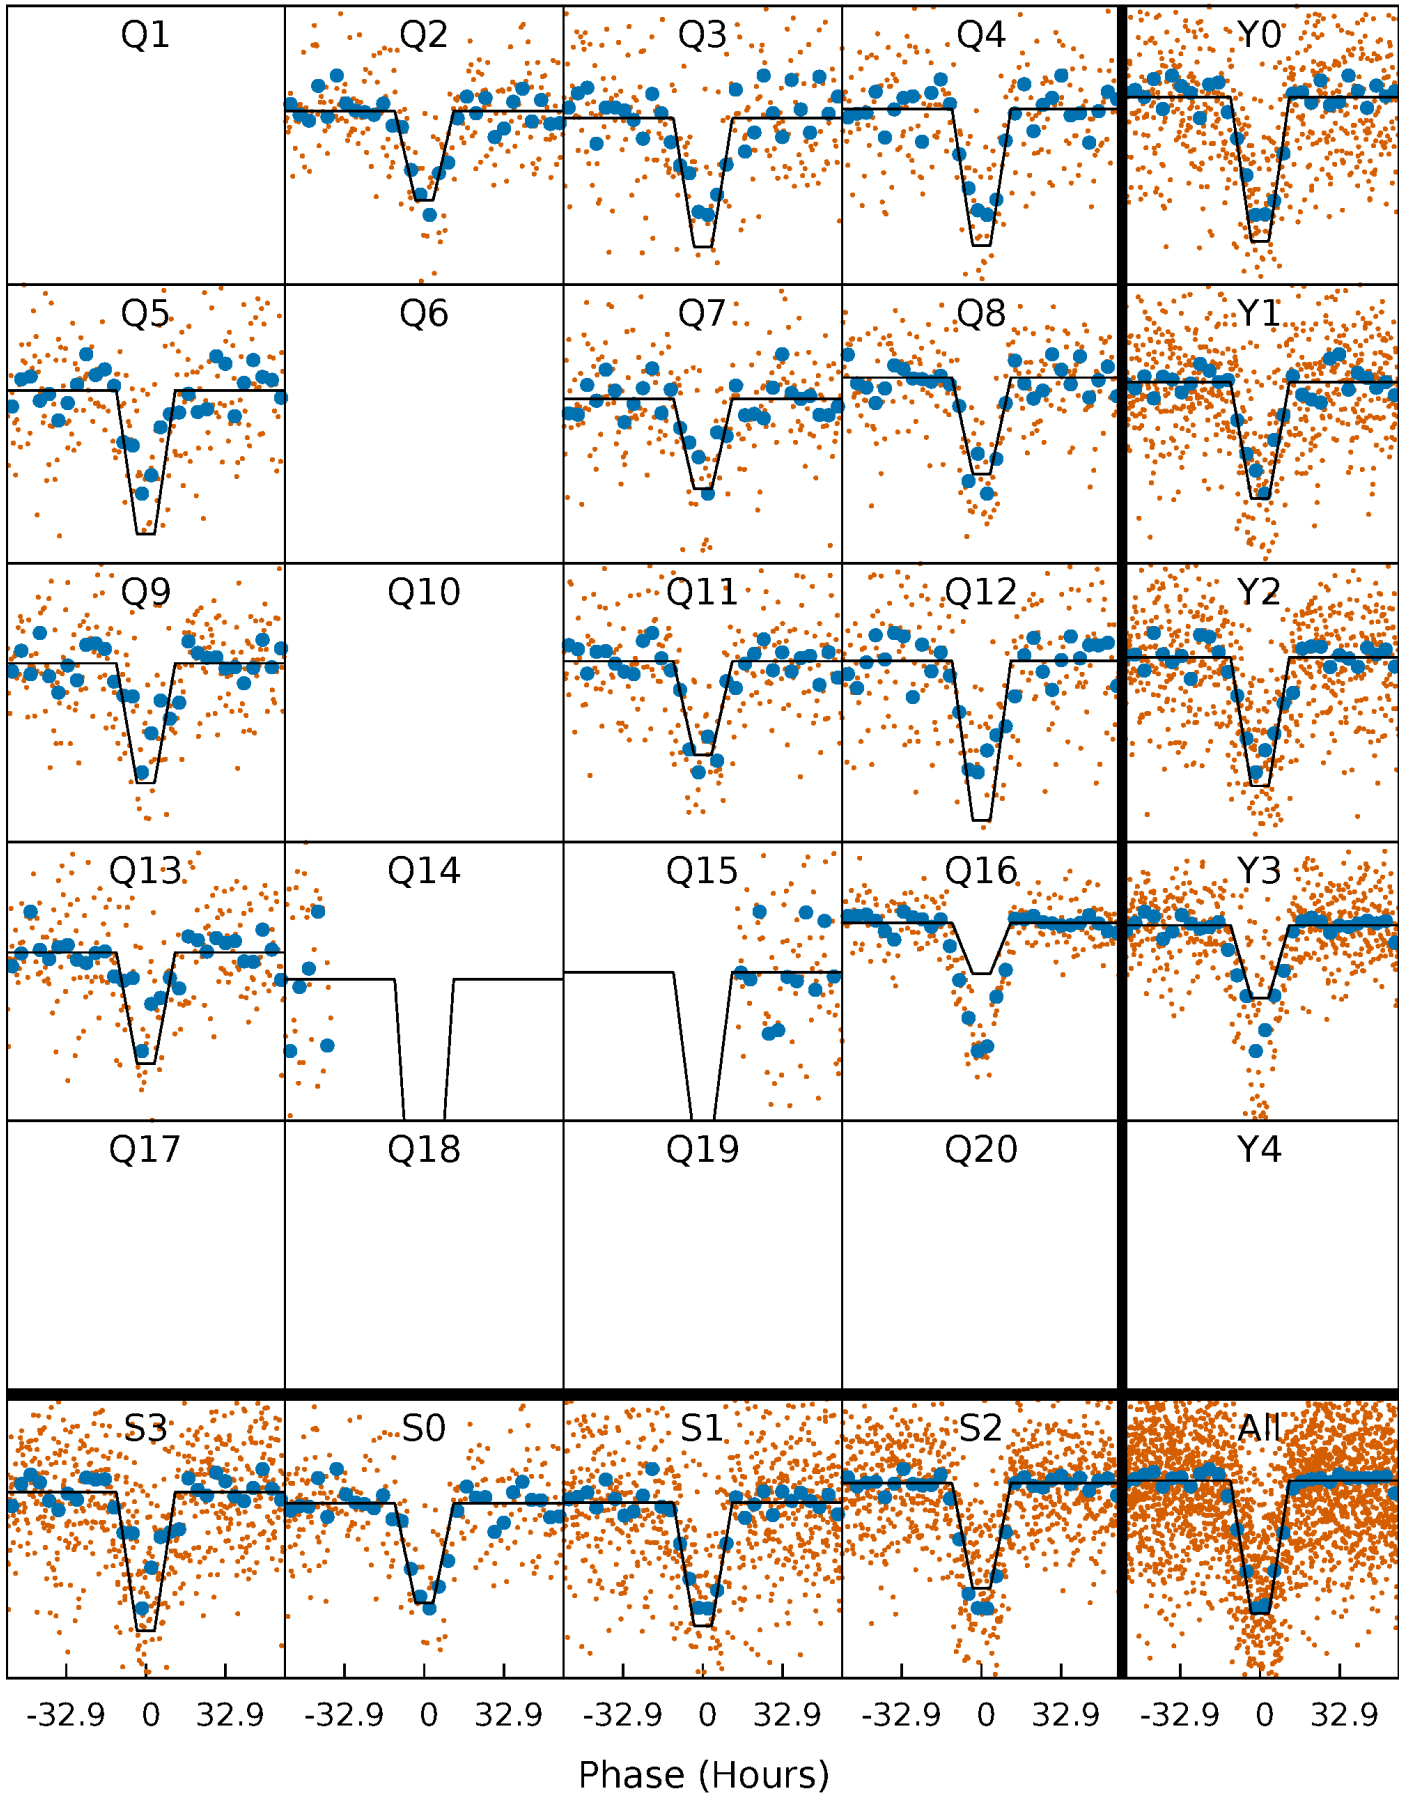 Q1 Q2 Q3 Q4 Y0
Q5 Q6 Q7 Q8 Y1
Q9 Q10 Q11 Q12 Y2
Q13 Q14 Q15 Q16 Y3
Q17 Q18 Q19 Q20 Y4
S3 S0 S1 S2 All
-32.9 0 32.9 -32.9 0 32.9 -32.9 0 32.9 -32.9 0 32.9 -32.9 0 32.9
Phase (Hours)